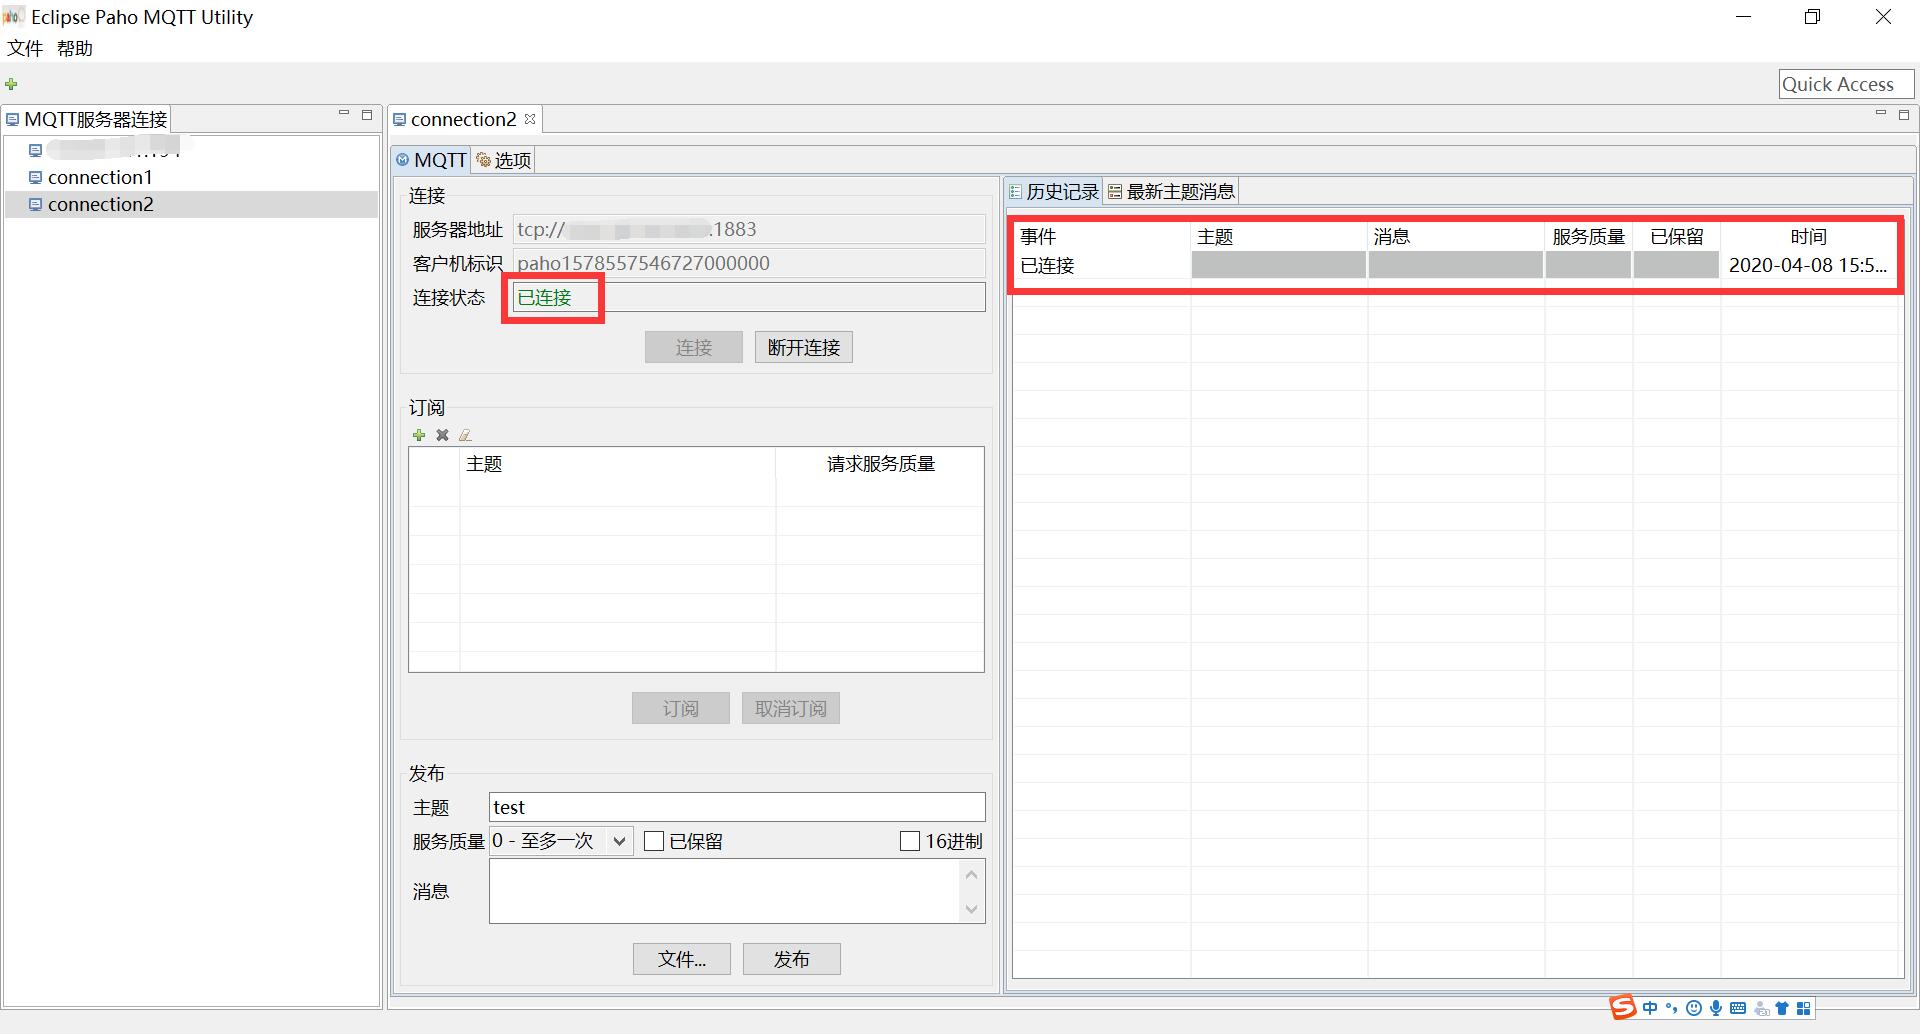 Eclipse Paho MQTT Utility
文件 帮助
Quick Access
MQTT服务器连接
connection1
connection2
connection2
MQTT 选项
连接
服务器地址 tcp:// .1883
客户机标识 paho1578557546727000000
连接状态 已连接
连接 断开连接
订阅
主题 请求服务质量
订阅 取消订阅
发布
主题 test
服务质量 0 - 至多一次 已保留 16进制
消息
文件... 发布
历史记录 最新主题消息
事件 主题 消息 服务质量 已保留 时间
已连接 2020-04-08 15:5...
中